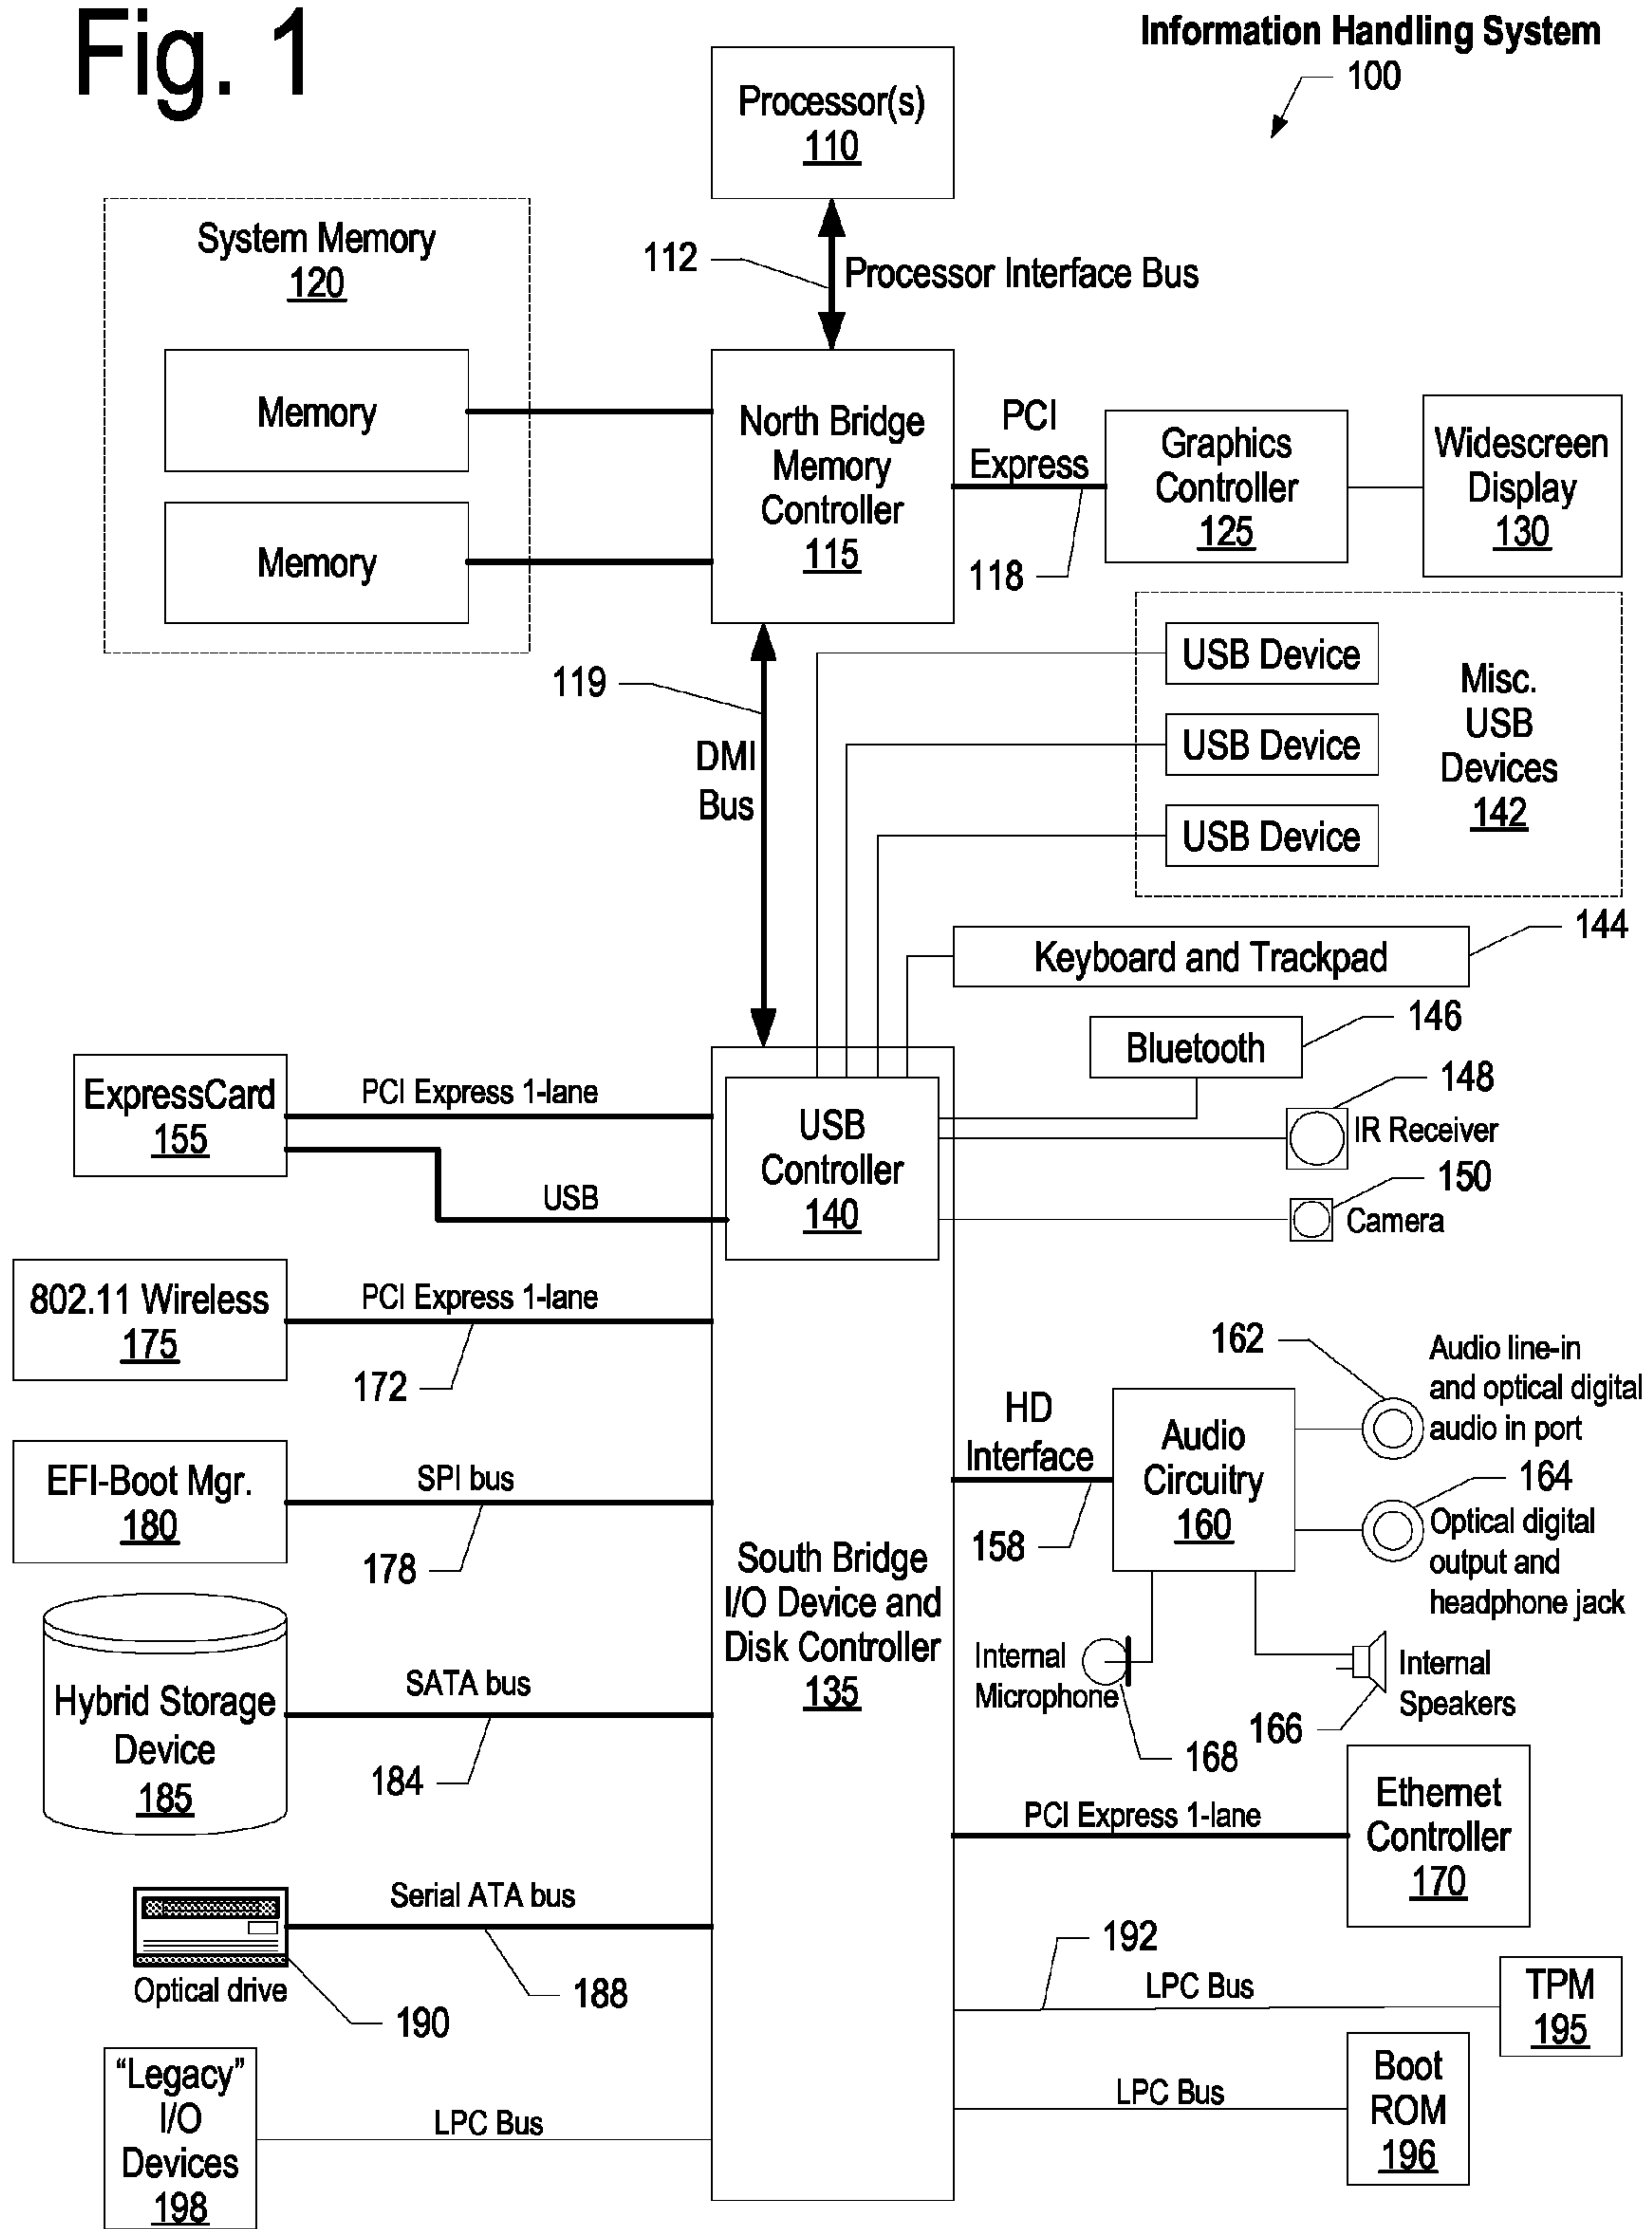 Fig. 1
Information Handling System
100
Processor(s)
110
System Memory
120
112
Processor Interface Bus
Memory
Memory
North Bridge
Memory
Controller
115
PCI
Express
118
Graphics
Controller
125
Widescreen
Display
130
119
DMI
Bus
USB Device
USB Device
USB Device
Misc.
USB
Devices
142
144
Keyboard and Trackpad
146
Bluetooth
148
IR Receiver
150
Camera
ExpressCard
155
PCI Express 1-lane
USB
USB
Controller
140
802.11 Wireless
175
PCI Express 1-lane
172
EFI-Boot Mgr.
180
SPI bus
178
Hybrid Storage
Device
185
SATA bus
184
South Bridge
I/O Device and
Disk Controller
135
HD
Interface
158
Audio
Circuitry
160
162
Audio line-in
and optical digital
audio in port
164
Optical digital
output and
headphone jack
Internal
Microphone
168
166
Internal
Speakers
PCI Express 1-lane
Ethernet
Controller
170
Serial ATA bus
188
Optical drive
190
192
LPC Bus
TPM
195
LPC Bus
Boot
ROM
196
“Legacy”
I/O
Devices
198
LPC Bus